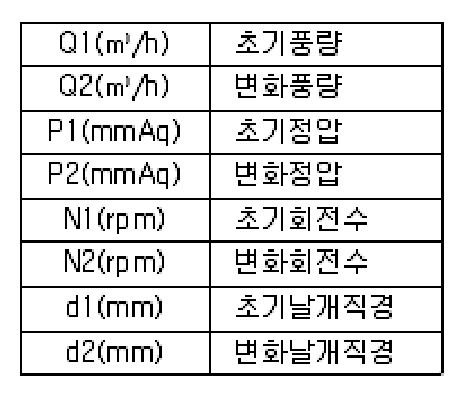 Q1(m³/h) 초기풍량
Q2(m³/h) 변화풍량
P1(mmAq) 초기정압
P2(mmAq) 변화정압
N1(rpm) 초기회전수
N2(rpm) 변화회전수
d1(mm) 초기날개직경
d2(mm) 변화날개직경